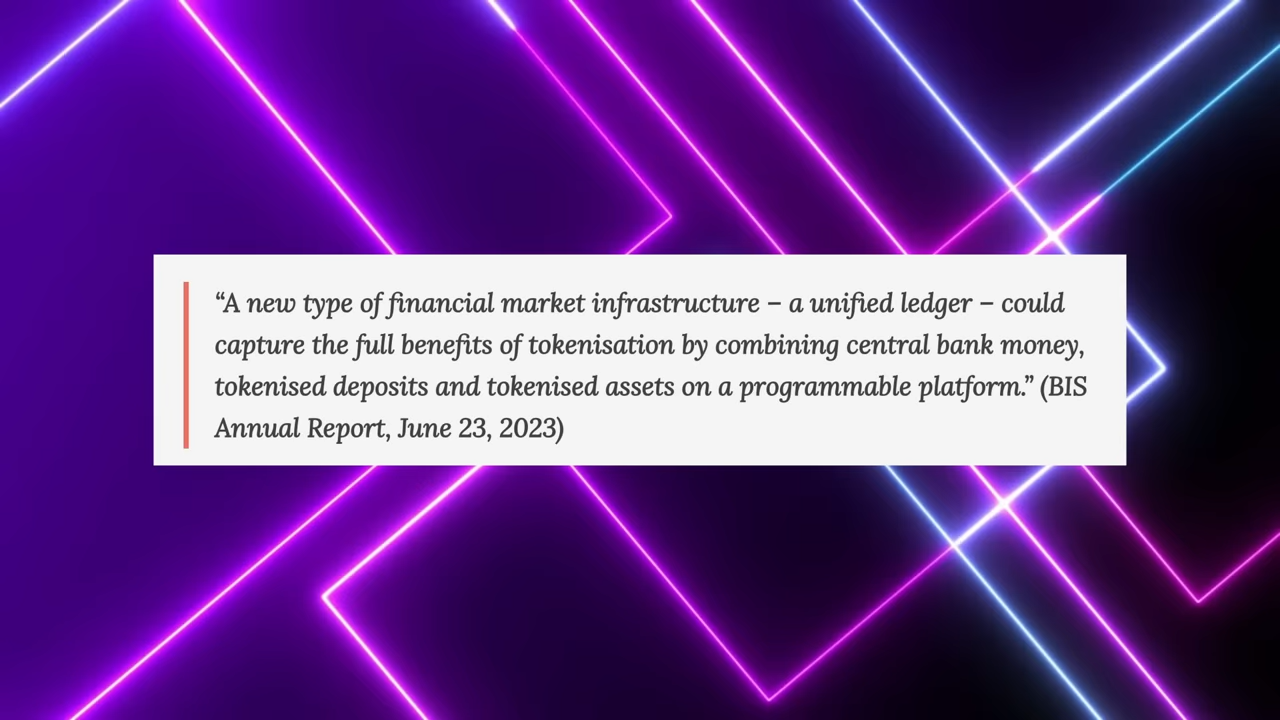 “A new type of financial market infrastructure – a unified ledger – could
capture the full benefits of tokenisation by combining central bank money,
tokenised deposits and tokenised assets on a programmable platform.” (BIS
Annual Report, June 23, 2023)